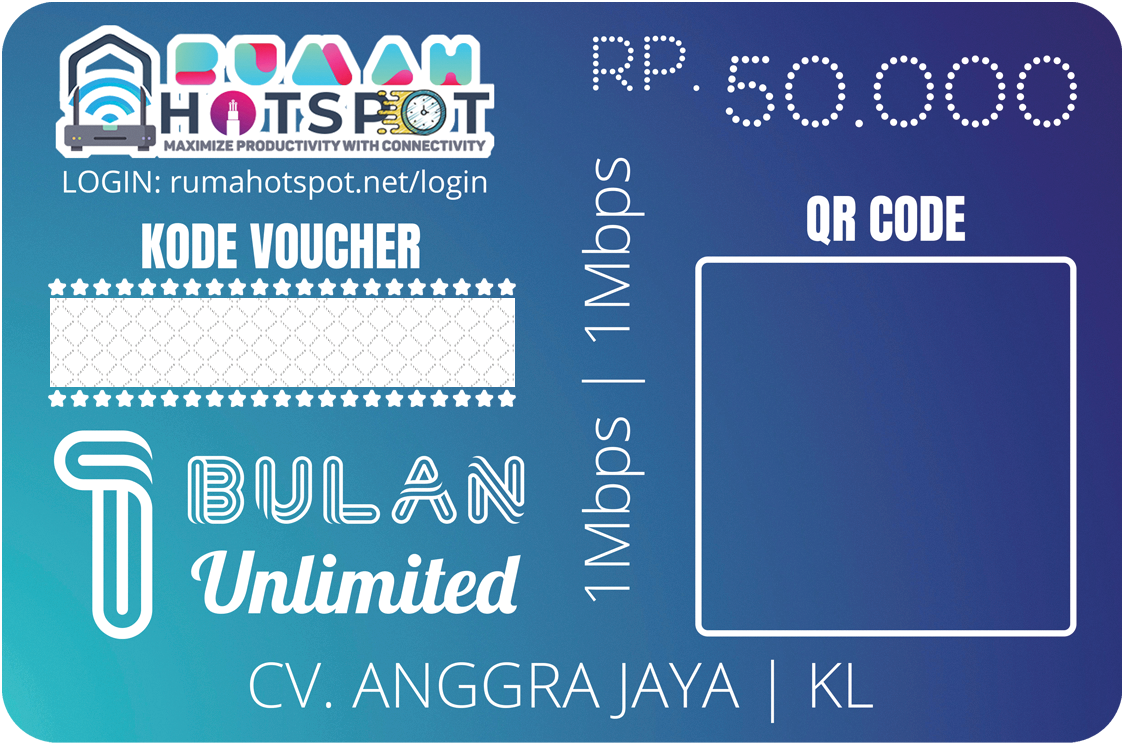 RUMAH
HOTSPOT
MAXIMIZE PRODUCTIVITY WITH CONNECTIVITY
LOGIN: rumahotspot.net/login
KODE VOUCHER
1 BULAN
Unlimited
1Mbps | 1Mbps
RP. 50.000
QR CODE
CV. ANGGRA JAYA | KL